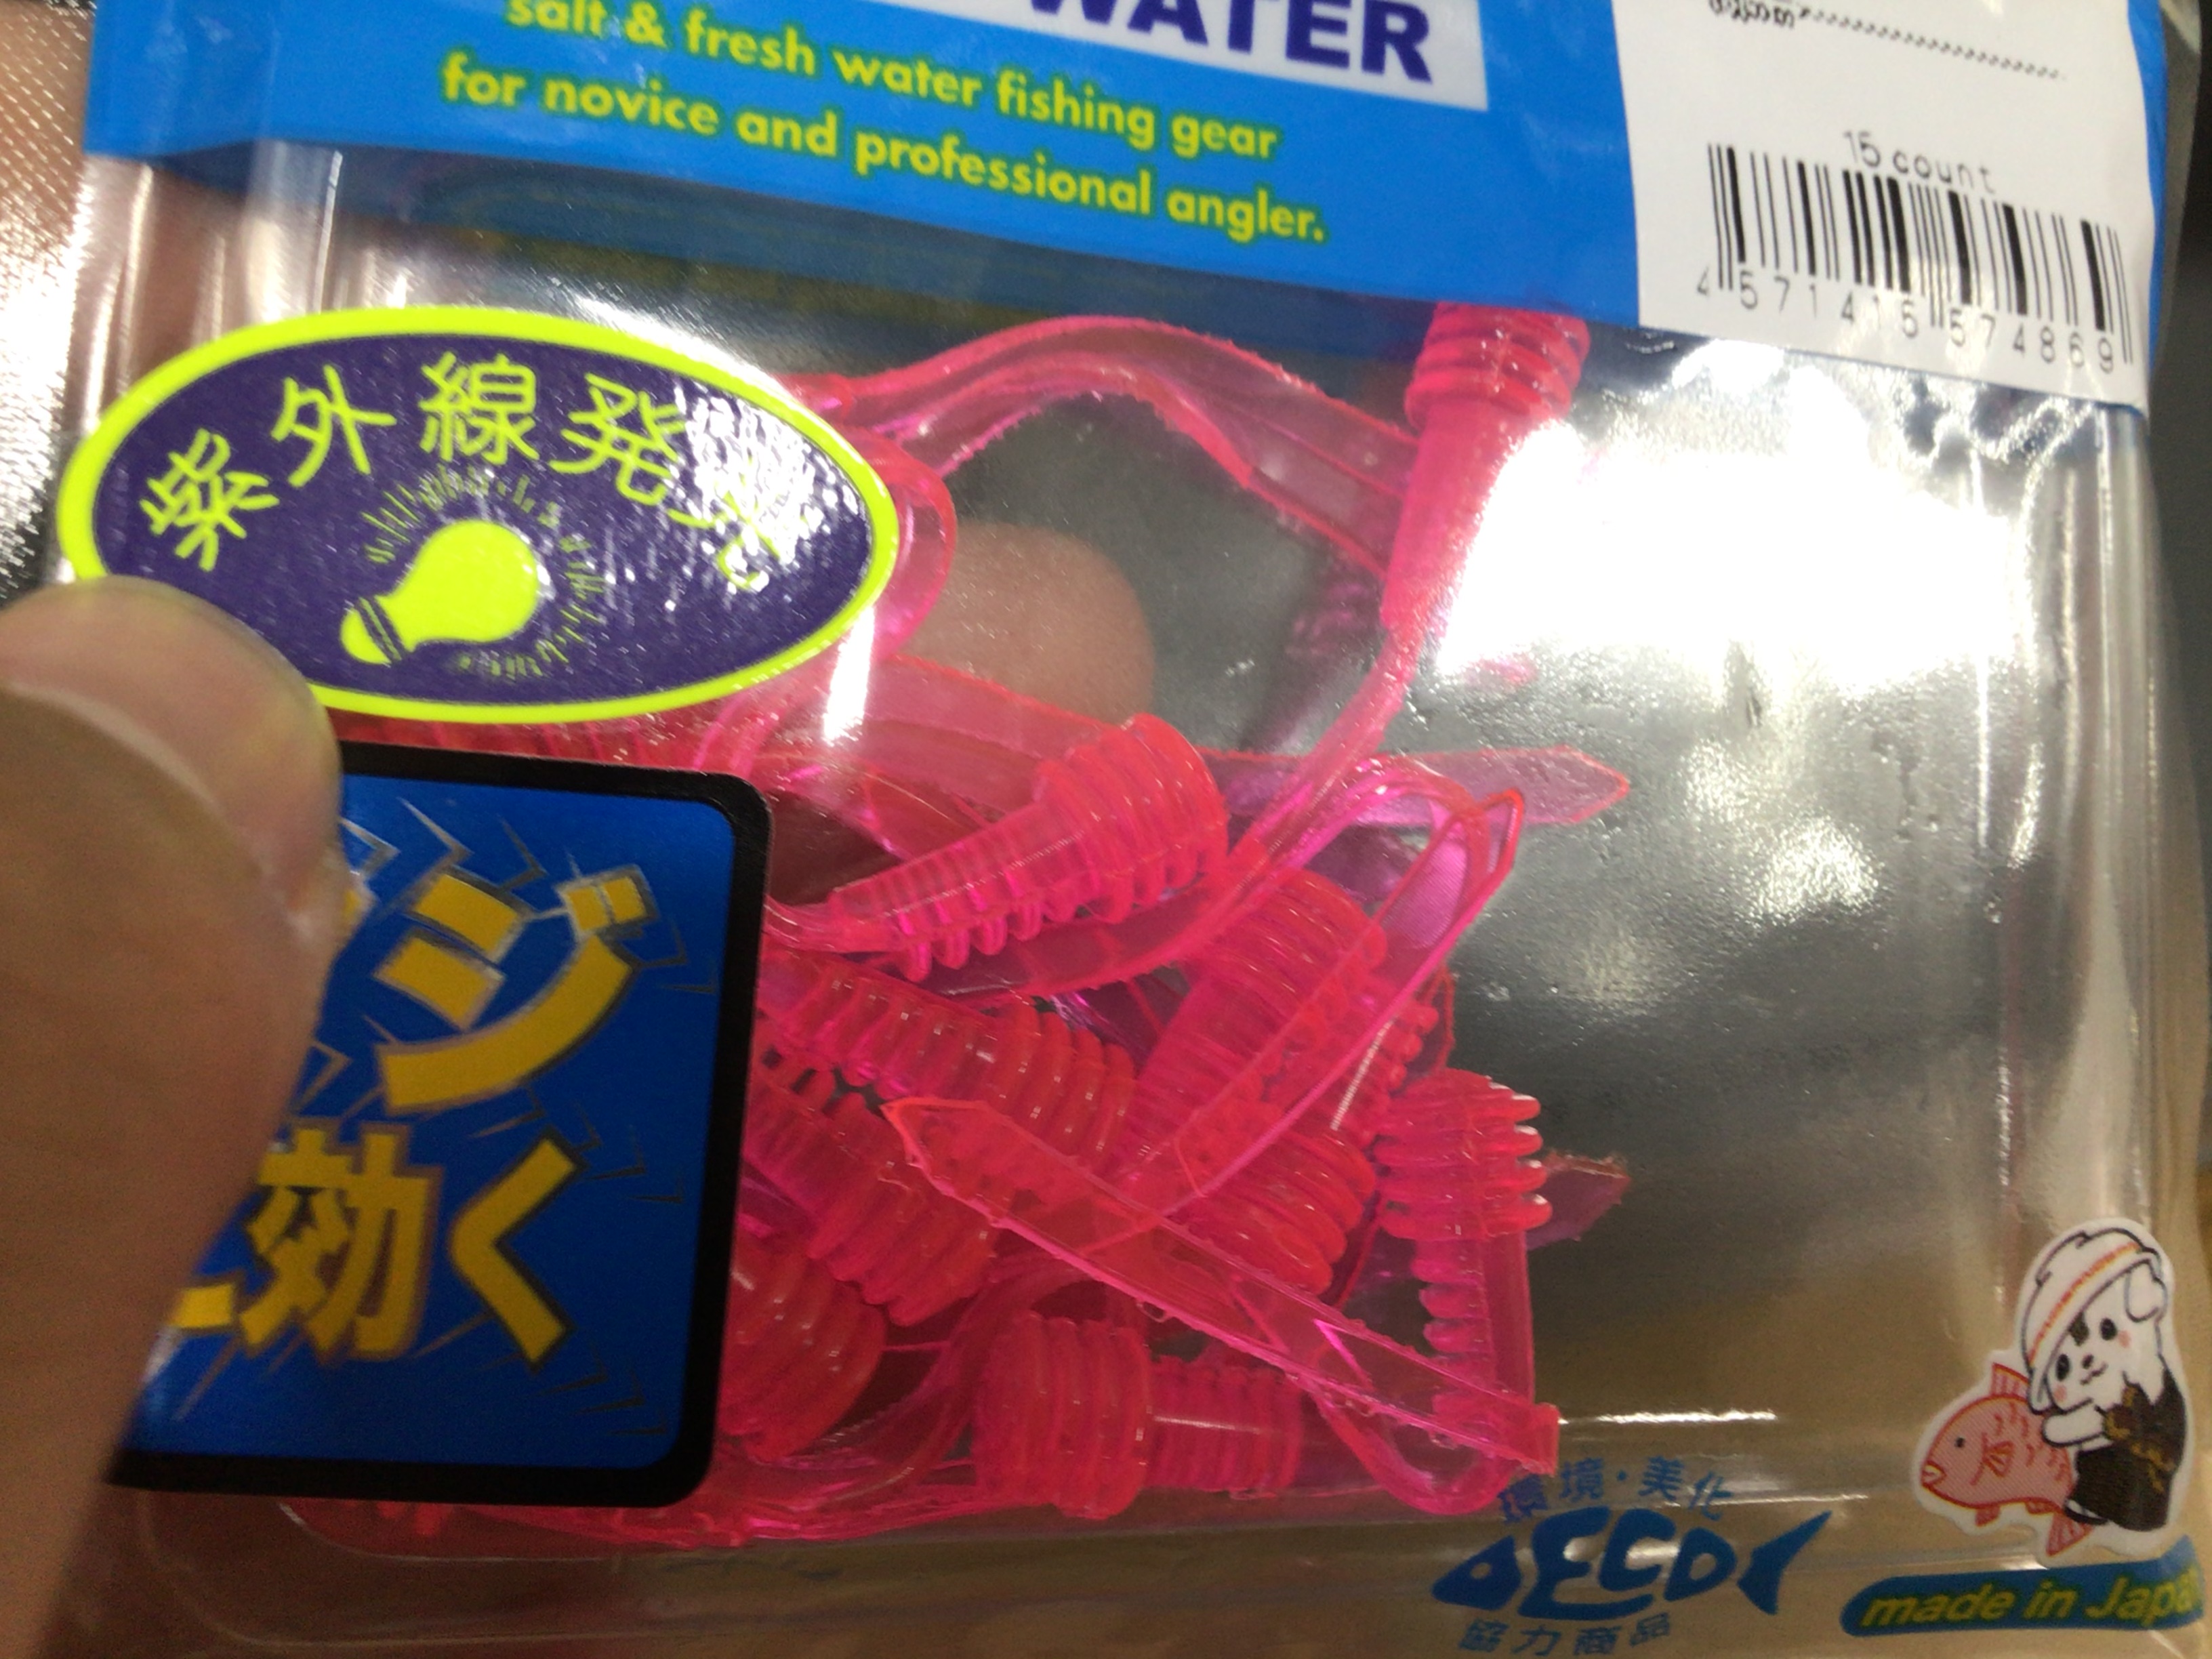 WATER
salt & fresh water fishing gear
for novice and professional angler.
15 count
4571415574869
紫外線発光
ジ
効く
環境・美化
ECO
協力商品
made in Japa